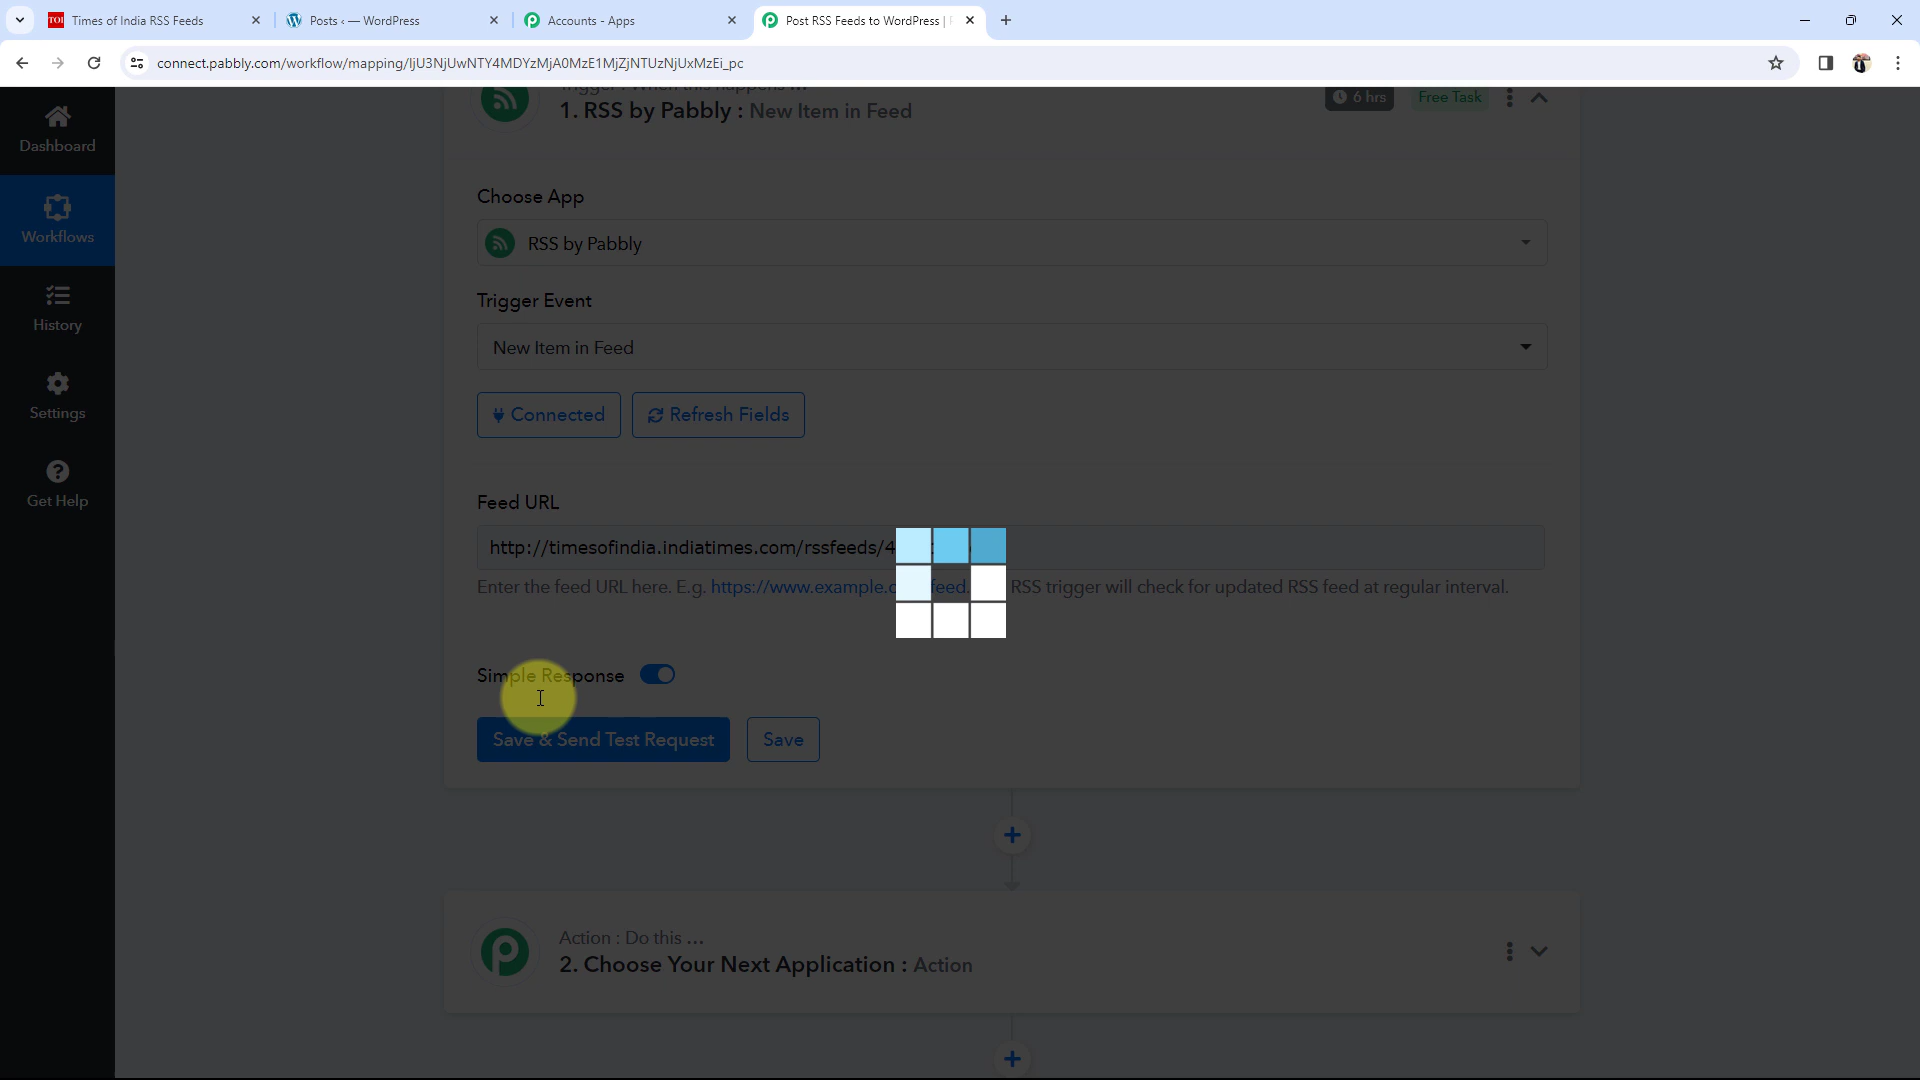 TOI Times of India RSS Feeds
Posts ‹ — WordPress
Accounts - Apps
Post RSS Feeds to WordPress |
connect.pabbly.com/workflow/mapping/IjU3NjUwNTY4MDYzMjA0MzE1MjZjNTUzNjUxMzEi_pc
Dashboard
Workflows
History
Settings
Get Help
Trigger : When this happens ...
1. RSS by Pabbly : New Item in Feed
6 hrs
Free Task
Choose App
RSS by Pabbly
Trigger Event
New Item in Feed
Connected
Refresh Fields
Feed URL
http://timesofindia.indiatimes.com/rssfeeds/4
Enter the feed URL here. E.g. https://www.example.c feed. RSS trigger will check for updated RSS feed at regular interval.
Simple Response
Save & Send Test Request
Save
Action : Do this ...
2. Choose Your Next Application : Action